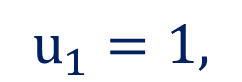 u₁ = 1,